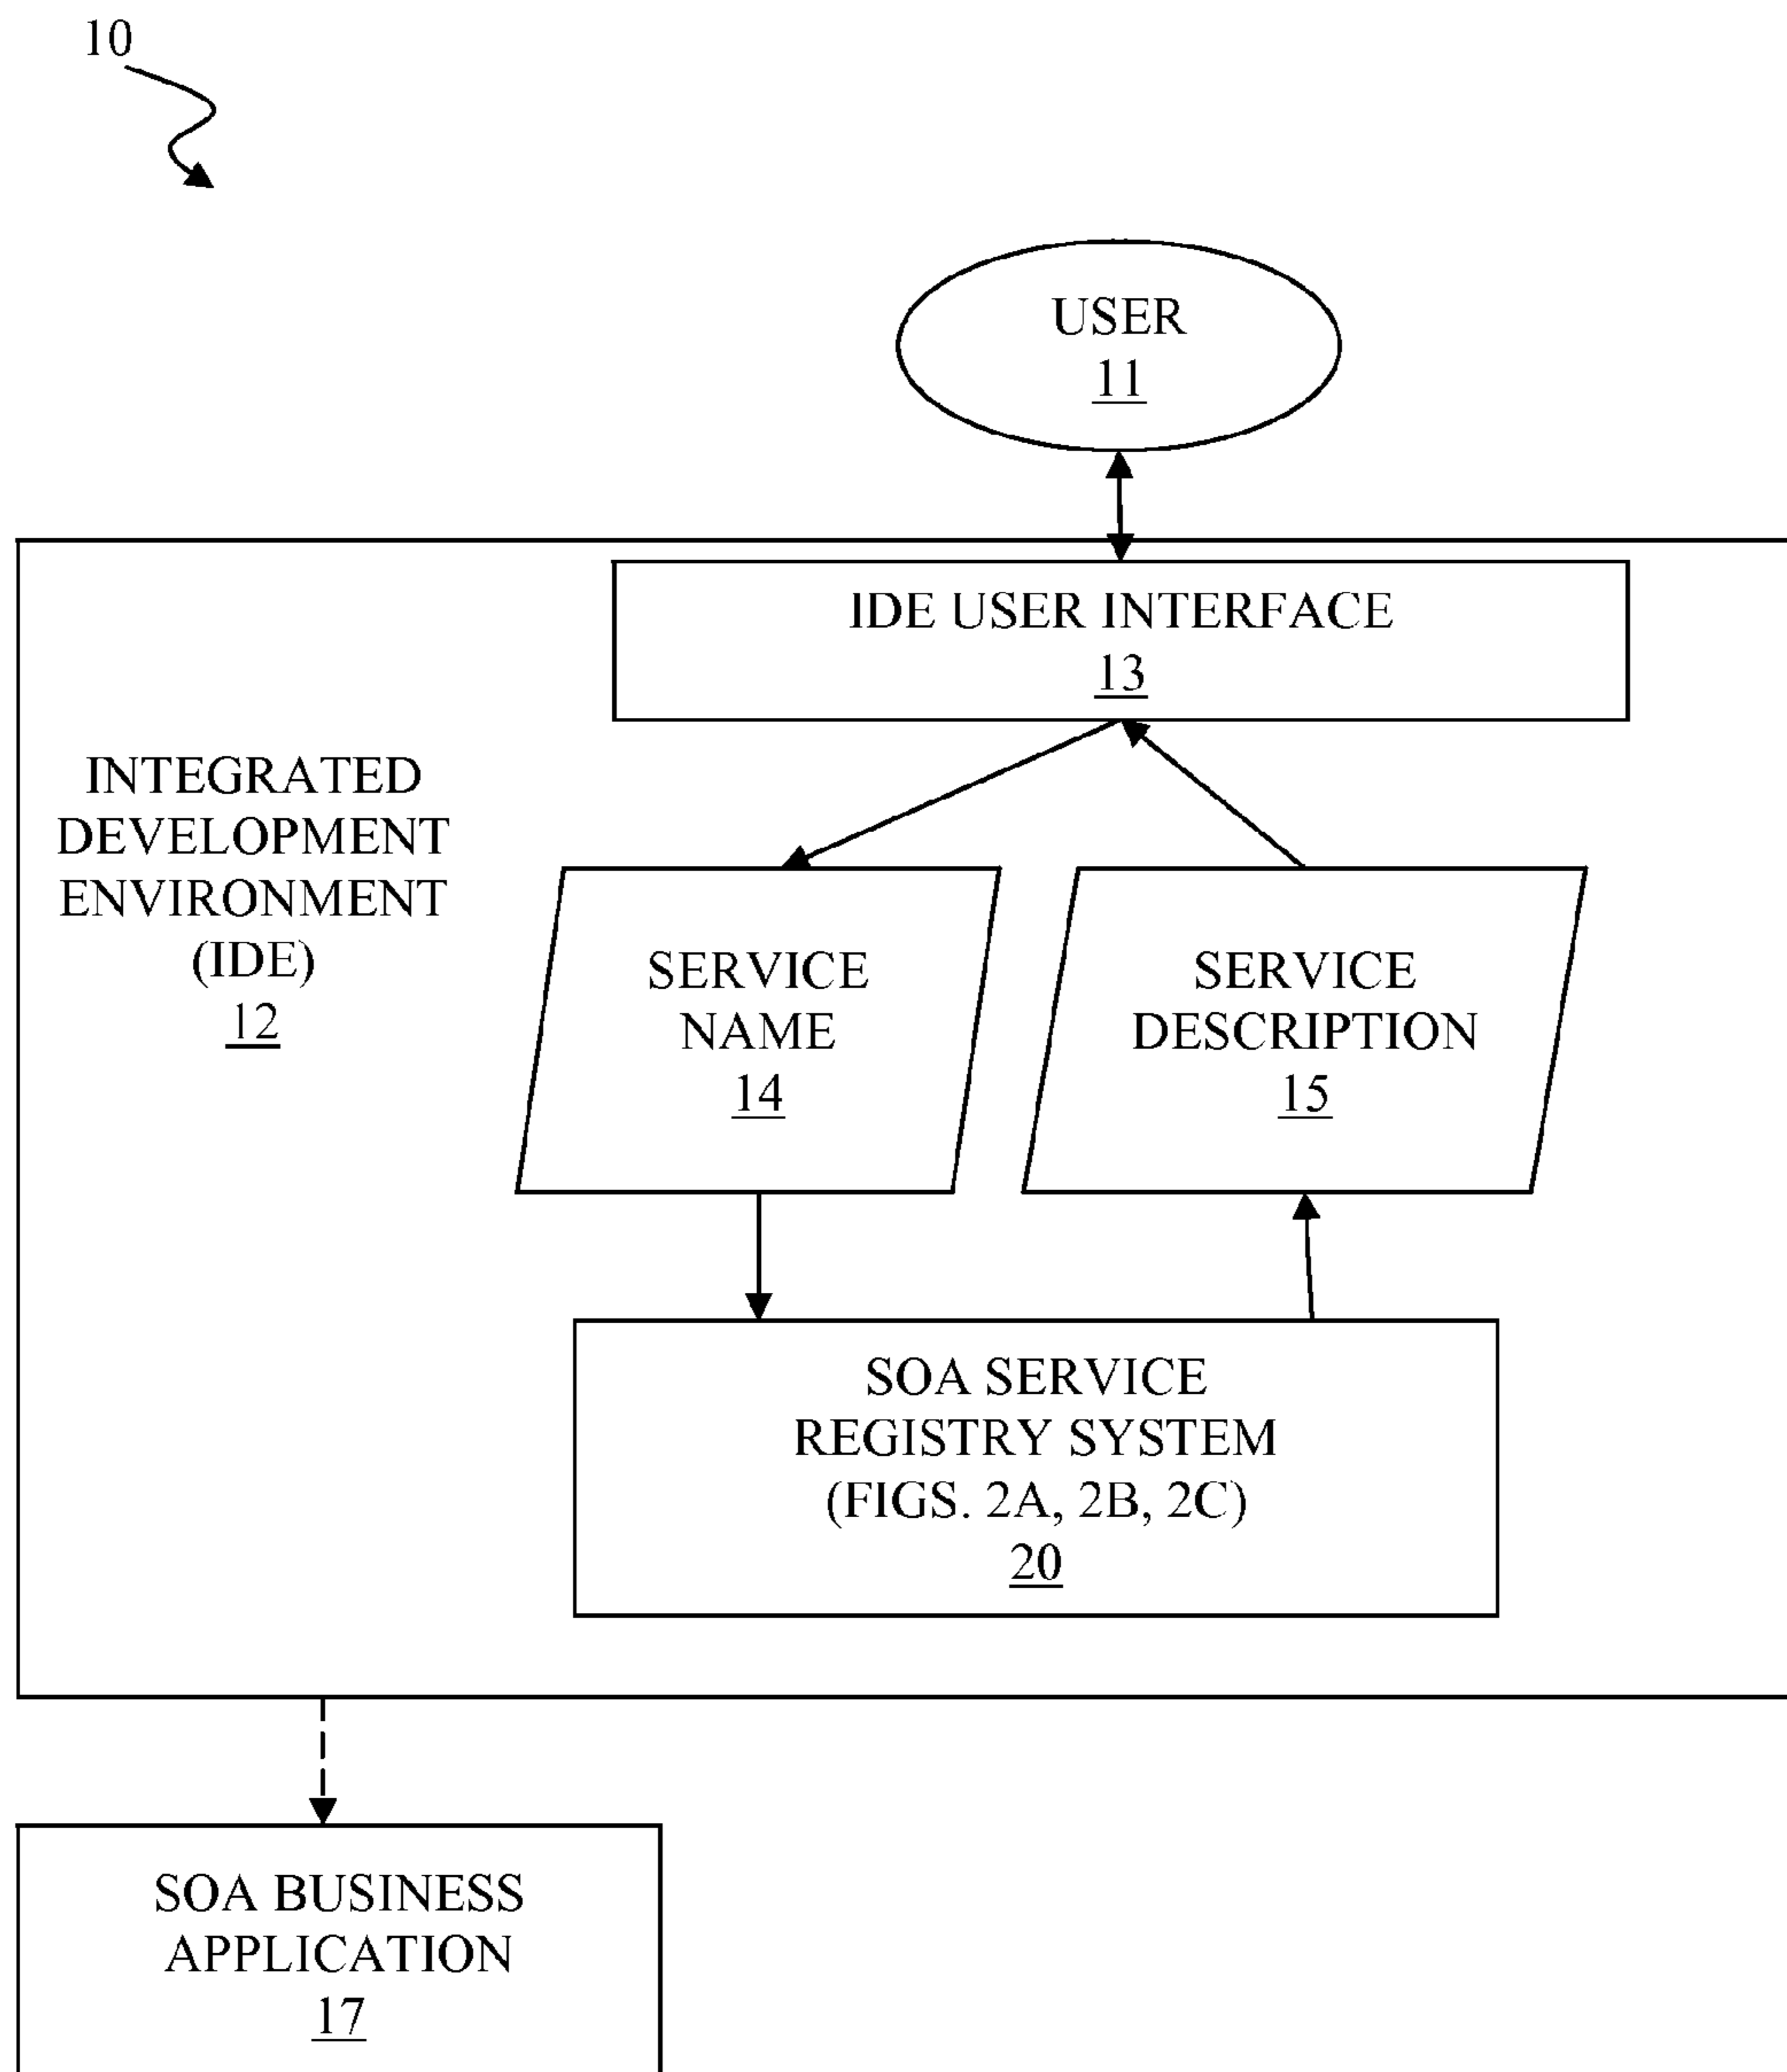 10
USER
11
IDE USER INTERFACE
13
INTEGRATED
DEVELOPMENT
ENVIRONMENT
(IDE)
12
SERVICE
NAME
14
SERVICE
DESCRIPTION
15
SOA SERVICE
REGISTRY SYSTEM
(FIGS. 2A, 2B, 2C)
20
SOA BUSINESS
APPLICATION
17